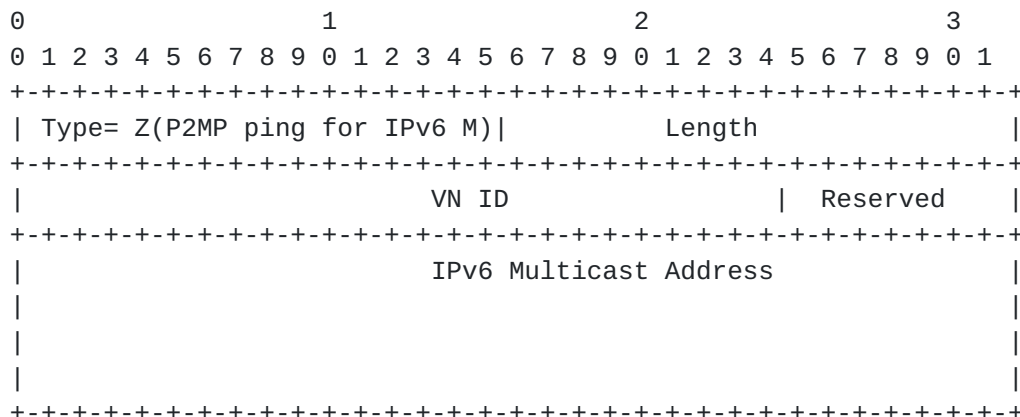 0                   1                   2                   3
0 1 2 3 4 5 6 7 8 9 0 1 2 3 4 5 6 7 8 9 0 1 2 3 4 5 6 7 8 9 0 1
+-+-+-+-+-+-+-+-+-+-+-+-+-+-+-+-+-+-+-+-+-+-+-+-+-+-+-+-+-+-+-+-+
| Type= Z(P2MP ping for IPv6 M)|          Length                |
+-+-+-+-+-+-+-+-+-+-+-+-+-+-+-+-+-+-+-+-+-+-+-+-+-+-+-+-+-+-+-+-+
|                          VN ID                 |  Reserved    |
+-+-+-+-+-+-+-+-+-+-+-+-+-+-+-+-+-+-+-+-+-+-+-+-+-+-+-+-+-+-+-+-+
|                          IPv6 Multicast Address               |
|                                                               |
|                                                               |
|                                                               |
+-+-+-+-+-+-+-+-+-+-+-+-+-+-+-+-+-+-+-+-+-+-+-+-+-+-+-+-+-+-+-+-+